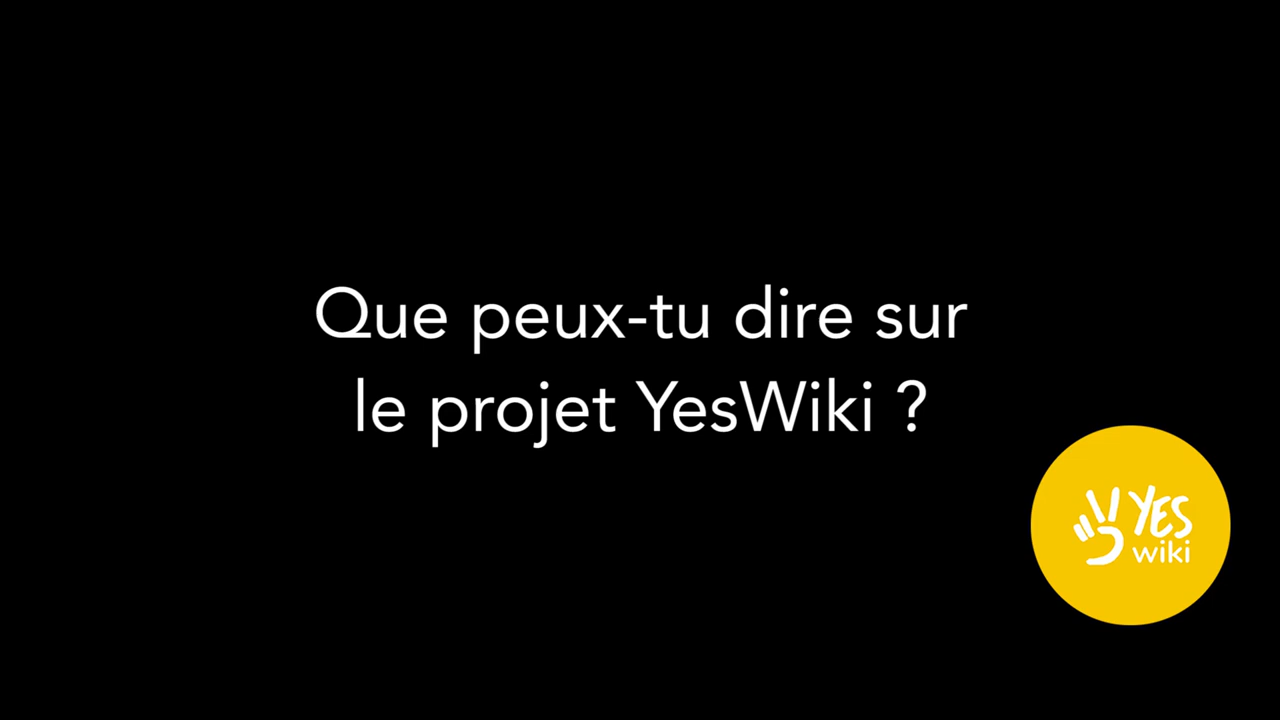 Que peux-tu dire sur
le projet YesWiki ?
YES
wiki